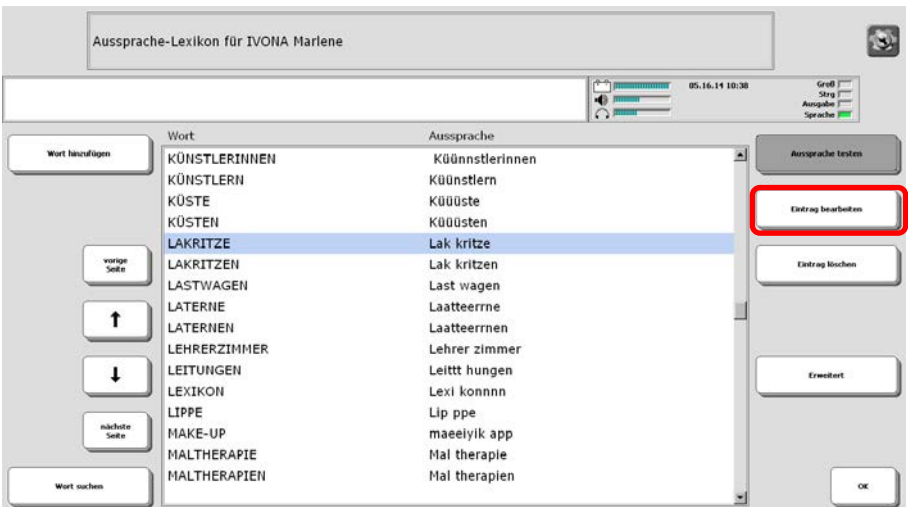 Aussprache-Lexikon für IVONA Marlene
05.16.14 10:38
Groß
Strg
Ausgabe
Sprache
Wort Aussprache
Wort hinzufügen
vorige
Seite
nächste
Seite
Wort suchen
KÜNSTLERINNEN Küünnstlerinnen
KÜNSTLERN Küünstlern
KÜSTE Küüüste
KÜSTEN Küüüsten
LAKRITZE Lak kritze
LAKRITZEN Lak kritzen
LASTWAGEN Last wagen
LATERNE Laatteerrne
LATERNEN Laatteerrnen
LEHRERZIMMER Lehrer zimmer
LEITUNGEN Leittt hungen
LEXIKON Lexi konnnn
LIPPE Lip ppe
MAKE-UP maeeiyik app
MALTHERAPIE Mal therapie
MALTHERAPIEN Mal therapien
Aussprache testen
Eintrag bearbeiten
Eintrag löschen
Erweitert
OK